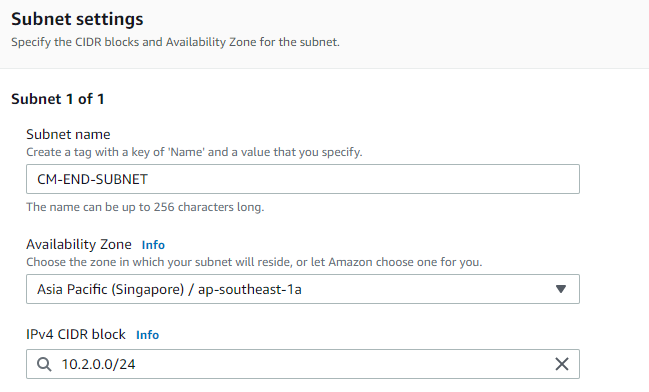 Subnet settings
Specify the CIDR blocks and Availability Zone for the subnet.
Subnet 1 of 1
Subnet name
Create a tag with a key of 'Name' and a value that you specify.
CM-END-SUBNET
The name can be up to 256 characters long.
Availability Zone Info
Choose the zone in which your subnet will reside, or let Amazon choose one for you.
Asia Pacific (Singapore) / ap-southeast-1a
IPv4 CIDR block Info
10.2.0.0/24